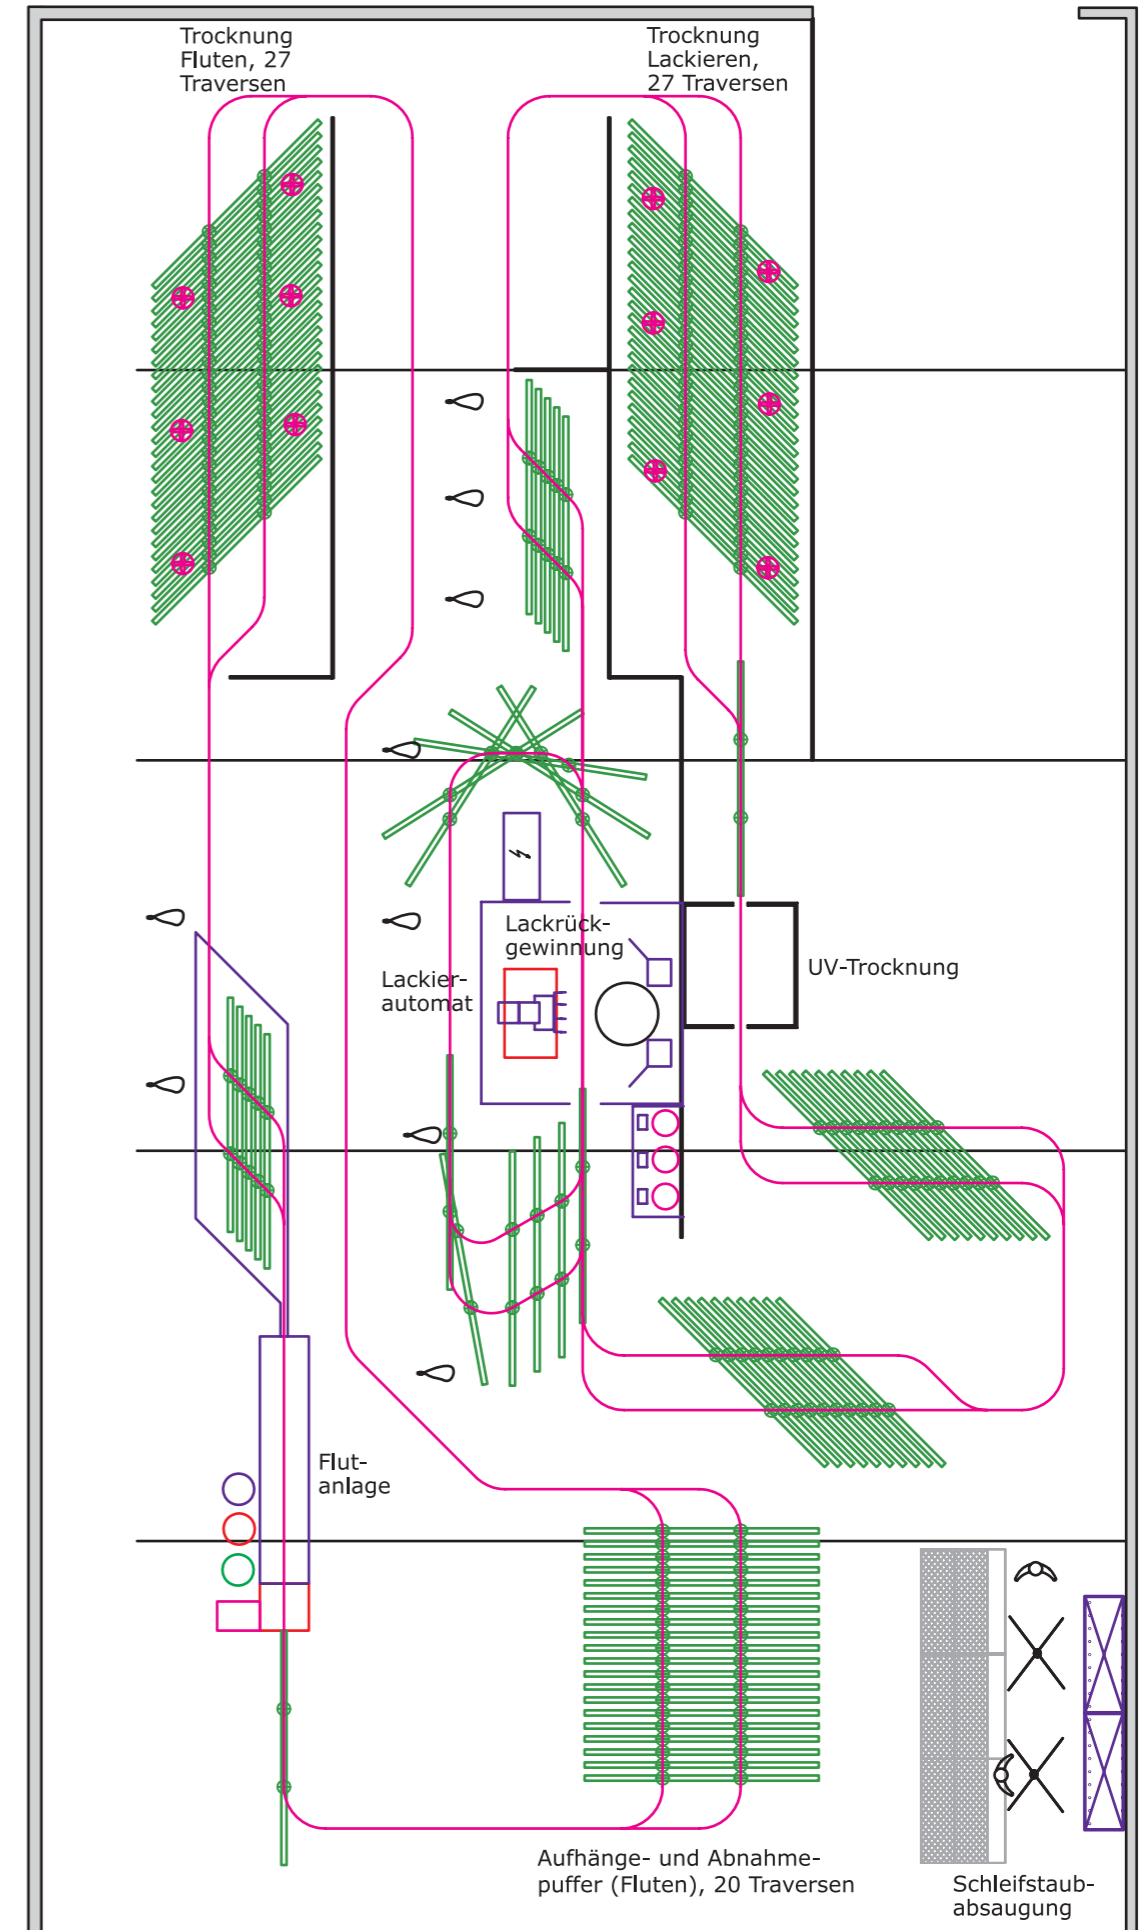 Trocknung
Fluten, 27
Traversen
Trocknung
Lackieren,
27 Traversen
Lackrück-
gewinnung
Lackier-
automat
UV-Trocknung
Flut-
anlage
Aufhänge- und Abnahme-
puffer (Fluten), 20 Traversen
Schleifstaub-
absaugung